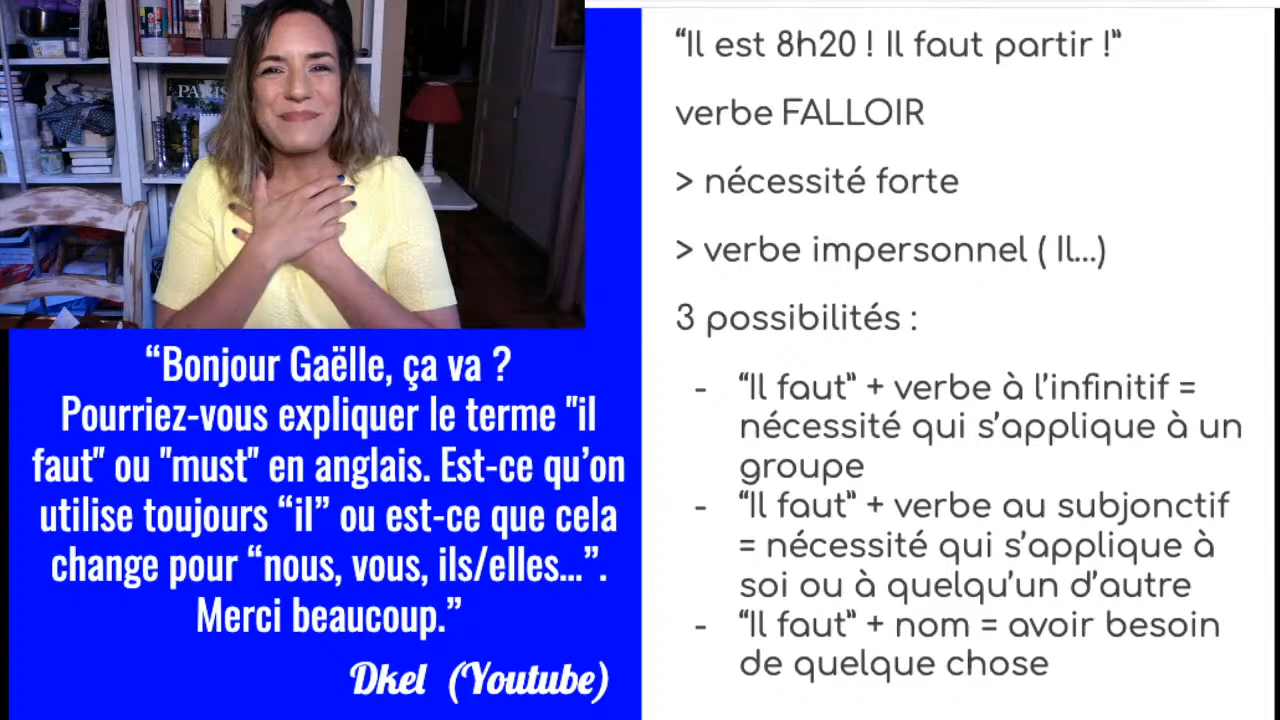 PARIS
“Bonjour Gaëlle, ça va ?
Pourriez-vous expliquer le terme "il
faut" ou "must" en anglais. Est-ce qu’on
utilise toujours “il” ou est-ce que cela
change pour “nous, vous, ils/elles...”.
Merci beaucoup.”
Dkel (Youtube)
“Il est 8h20 ! Il faut partir !”
verbe FALLOIR
> nécessité forte
> verbe impersonnel ( Il...)
3 possibilités :
- “Il faut” + verbe à l’infinitif =
nécessité qui s’applique à un
groupe
- “Il faut” + verbe au subjonctif
= nécessité qui s’applique à
soi ou à quelqu’un d’autre
- “Il faut” + nom = avoir besoin
de quelque chose